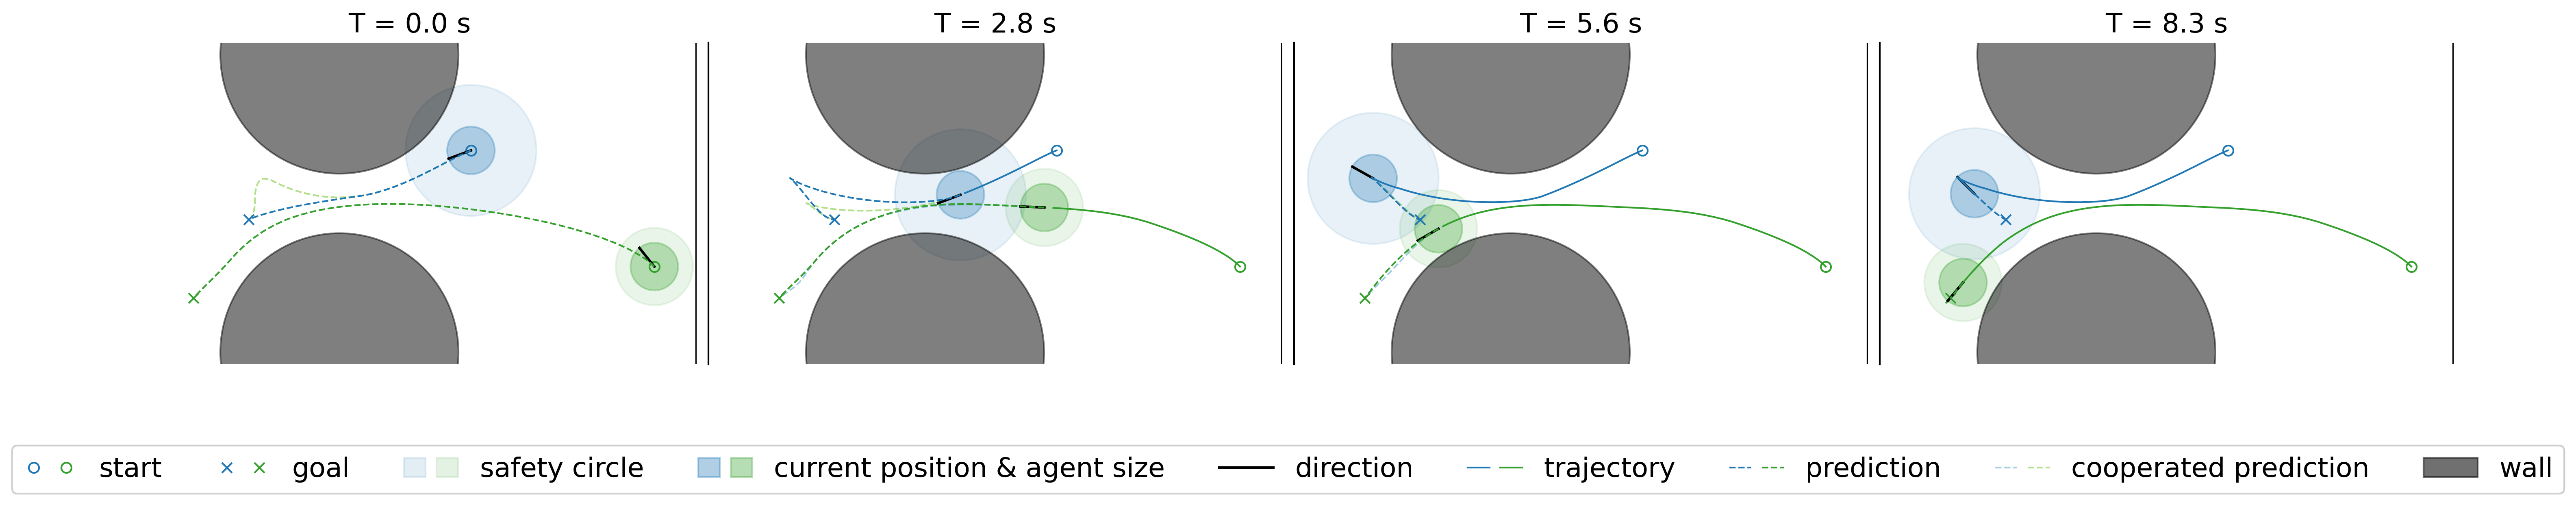 T = 0.0 s
T = 2.8 s
T = 5.6 s
T = 8.3 s
start goal safety circle current position & agent size direction trajectory prediction cooperated prediction wall